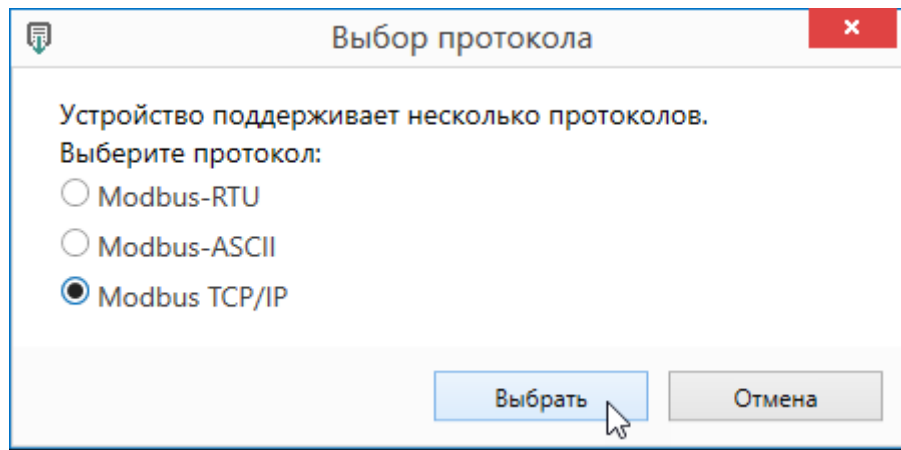 Выбор протокола
Устройство поддерживает несколько протоколов.
Выберите протокол:
Modbus-RTU
Modbus-ASCII
Modbus TCP/IP
Выбрать
Отмена